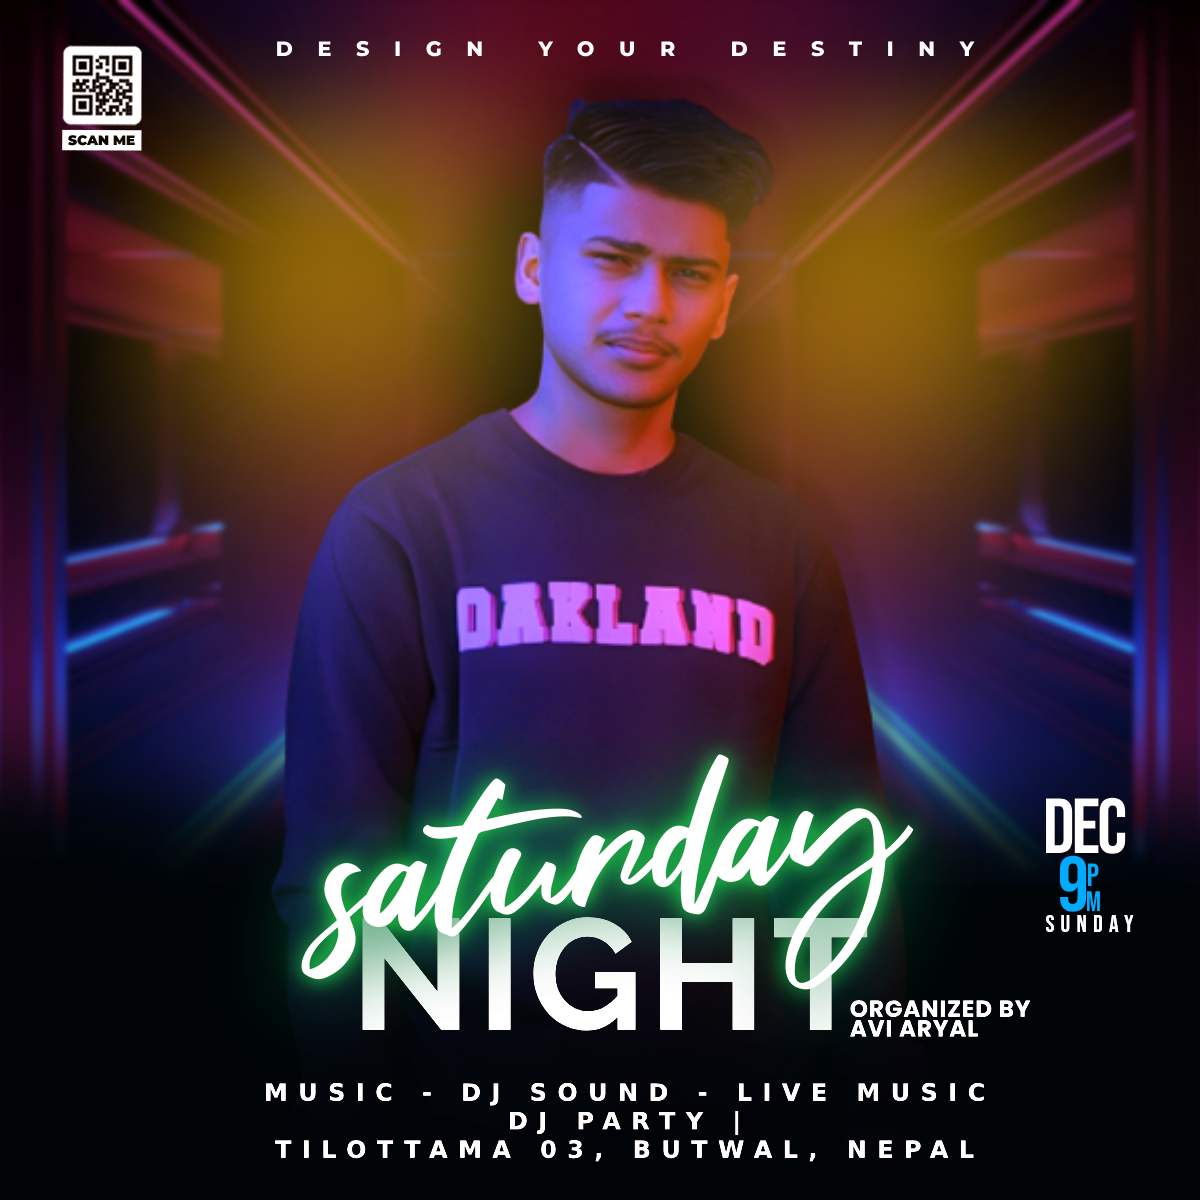 DESIGN YOUR DESTINY
SCAN ME
OAKLAND
saturday
NIGHT
DEC
9PM
SUNDAY
ORGANIZED BY
AVI ARYAL
MUSIC - DJ SOUND - LIVE MUSIC
DJ PARTY |
TILOTTAMA 03, BUTWAL, NEPAL